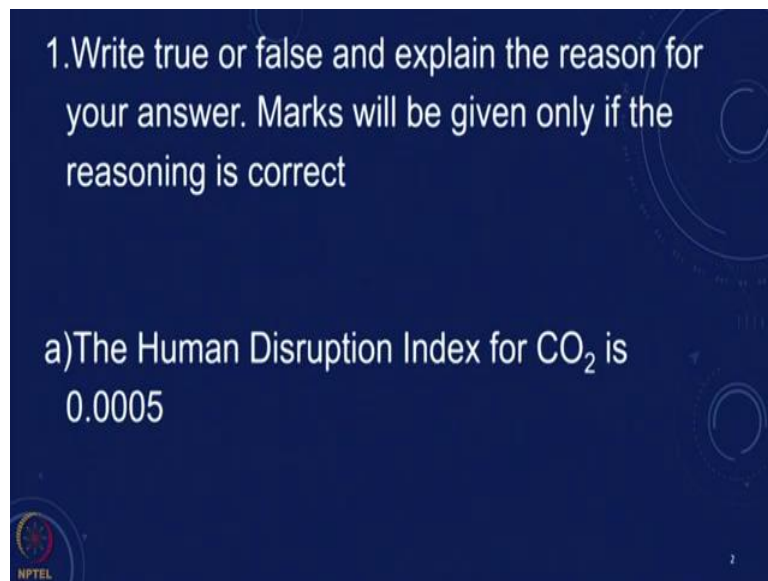 1.Write true or false and explain the reason for
your answer. Marks will be given only if the
reasoning is correct
a)The Human Disruption Index for CO₂ is
0.0005
NPTEL
2